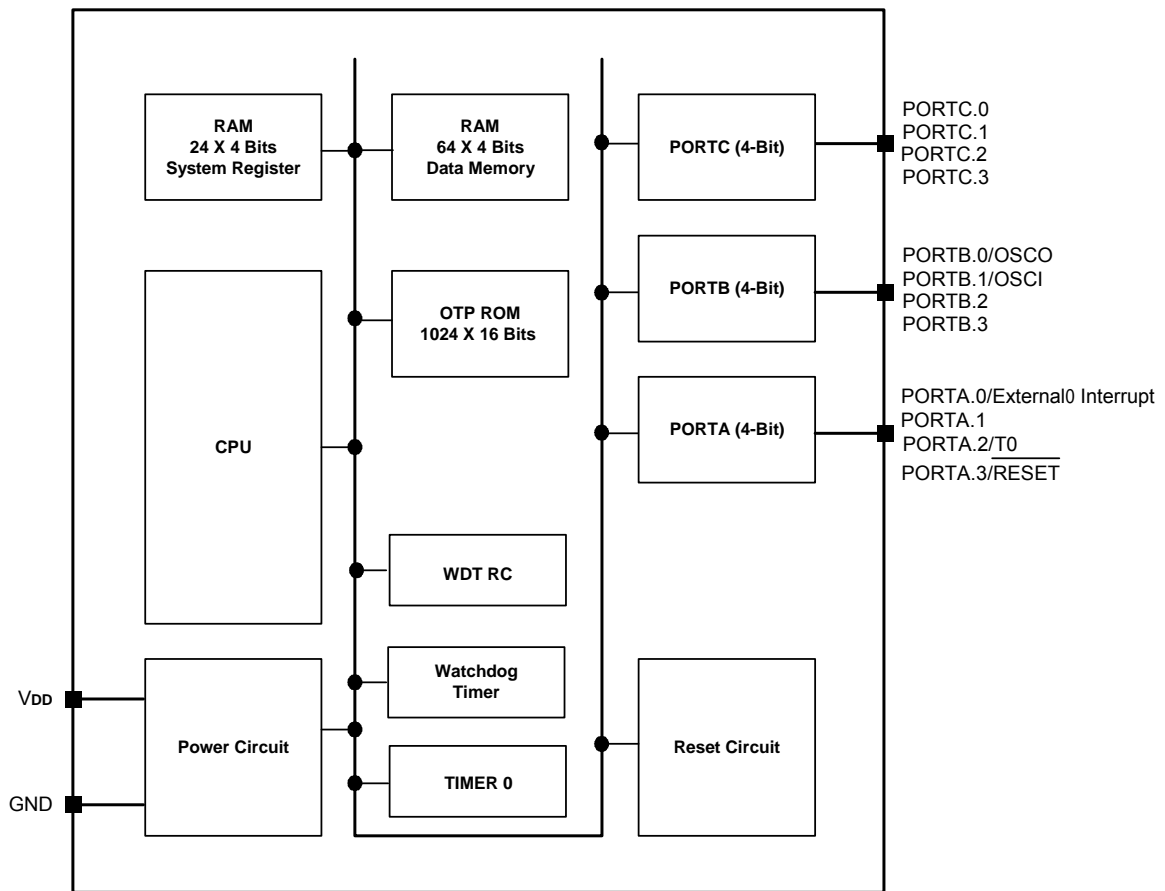 RAM
24 X 4 Bits
System Register
RAM
64 X 4 Bits
Data Memory
PORTC (4-Bit)
PORTC.0
PORTC.1
PORTC.2
PORTC.3
CPU
OTP ROM
1024 X 16 Bits
PORTB (4-Bit)
PORTB.0/OSCO
PORTB.1/OSCI
PORTB.2
PORTB.3
PORTA (4-Bit)
PORTA.0/External0 Interrupt
PORTA.1
PORTA.2/T0
PORTA.3/RESET
WDT RC
Watchdog
Timer
TIMER 0
VDD
GND
Power Circuit
Reset Circuit